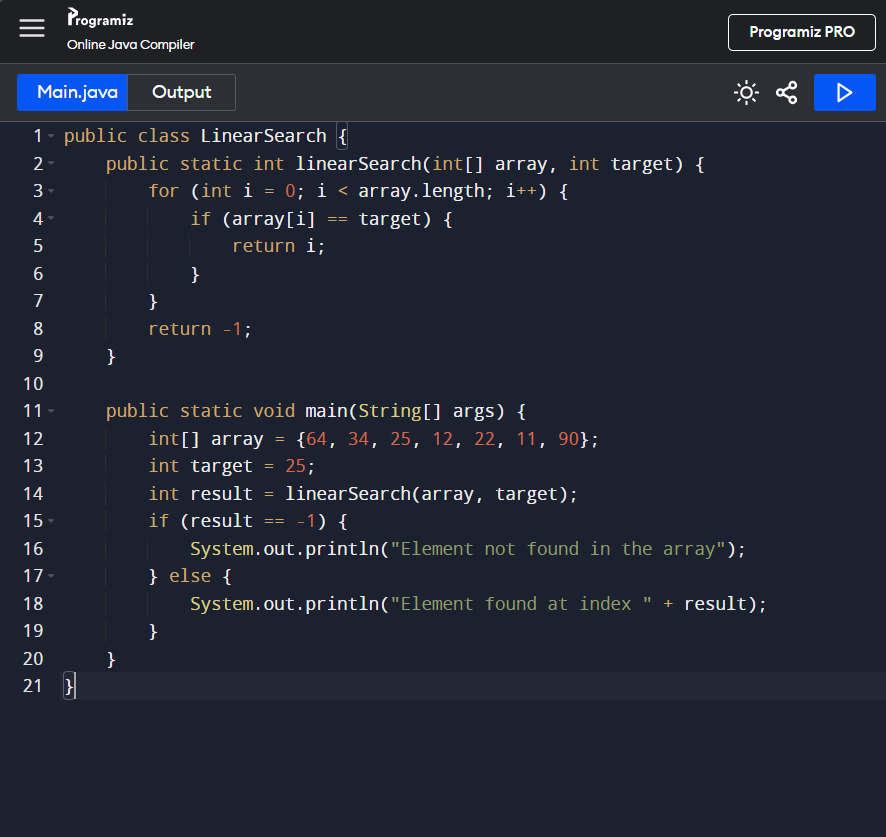 Programiz
Online Java Compiler
Programiz PRO
Main.java
Output
1 public class LinearSearch {
2     public static int linearSearch(int[] array, int target) {
3         for (int i = 0; i < array.length; i++) {
4             if (array[i] == target) {
5                 return i;
6             }
7         }
8         return -1;
9     }
10
11     public static void main(String[] args) {
12         int[] array = {64, 34, 25, 12, 22, 11, 90};
13         int target = 25;
14         int result = linearSearch(array, target);
15         if (result == -1) {
16             System.out.println("Element not found in the array");
17         } else {
18             System.out.println("Element found at index " + result);
19         }
20     }
21 }